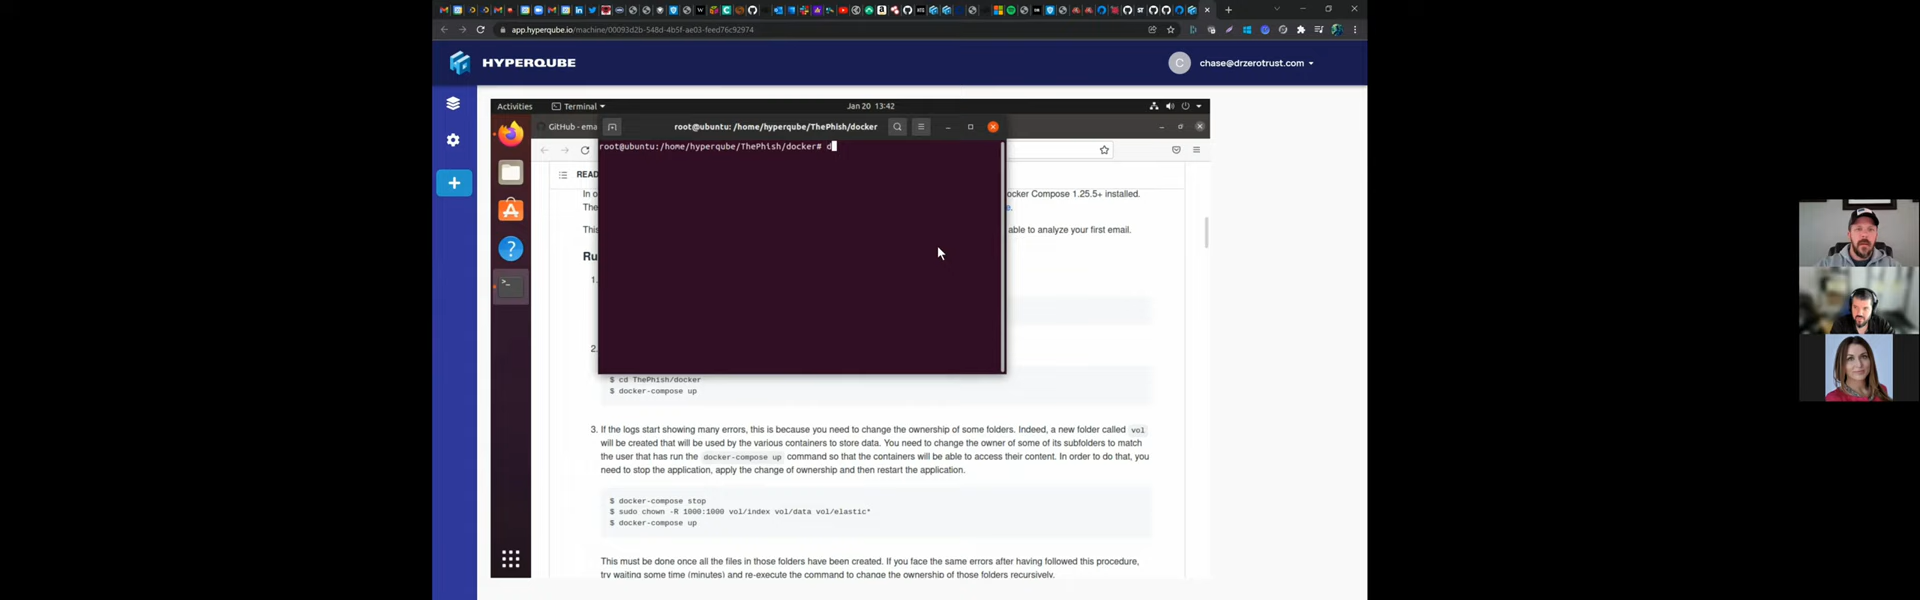 app.hyperqube.io/machine/00093d2b-548d-4b5f-ae03-feed76c92974
HYPERQUBE
C
chase@drzerotrust.com
Activities
Terminal
Jan 20 13:42
GitHub - ema
root@ubuntu: /home/hyperqube/ThePhish/docker
root@ubuntu:/home/hyperqube/ThePhish/docker# d
READ
In o
ocker Compose 1.25.5+ installed.
The
e.
This
able to analyze your first email.
Ru
1.
2.
$ cd ThePhish/docker
$ docker-compose up
3. If the logs start showing many errors, this is because you need to change the ownership of some folders. Indeed, a new folder called vol
will be created that will be used by the various containers to store data. You need to change the owner of some of its subfolders to match
the user that has run the docker-compose up command so that the containers will be able to access their content. In order to do that, you
need to stop the application, apply the change of ownership and then restart the application.
$ docker-compose stop
$ sudo chown -R 1000:1000 vol/index vol/data vol/elastic*
$ docker-compose up
This must be done once all the files in those folders have been created. If you face the same errors after having followed this procedure,
try waiting some time (minutes) and re-execute the command to change the ownership of those folders recursively.